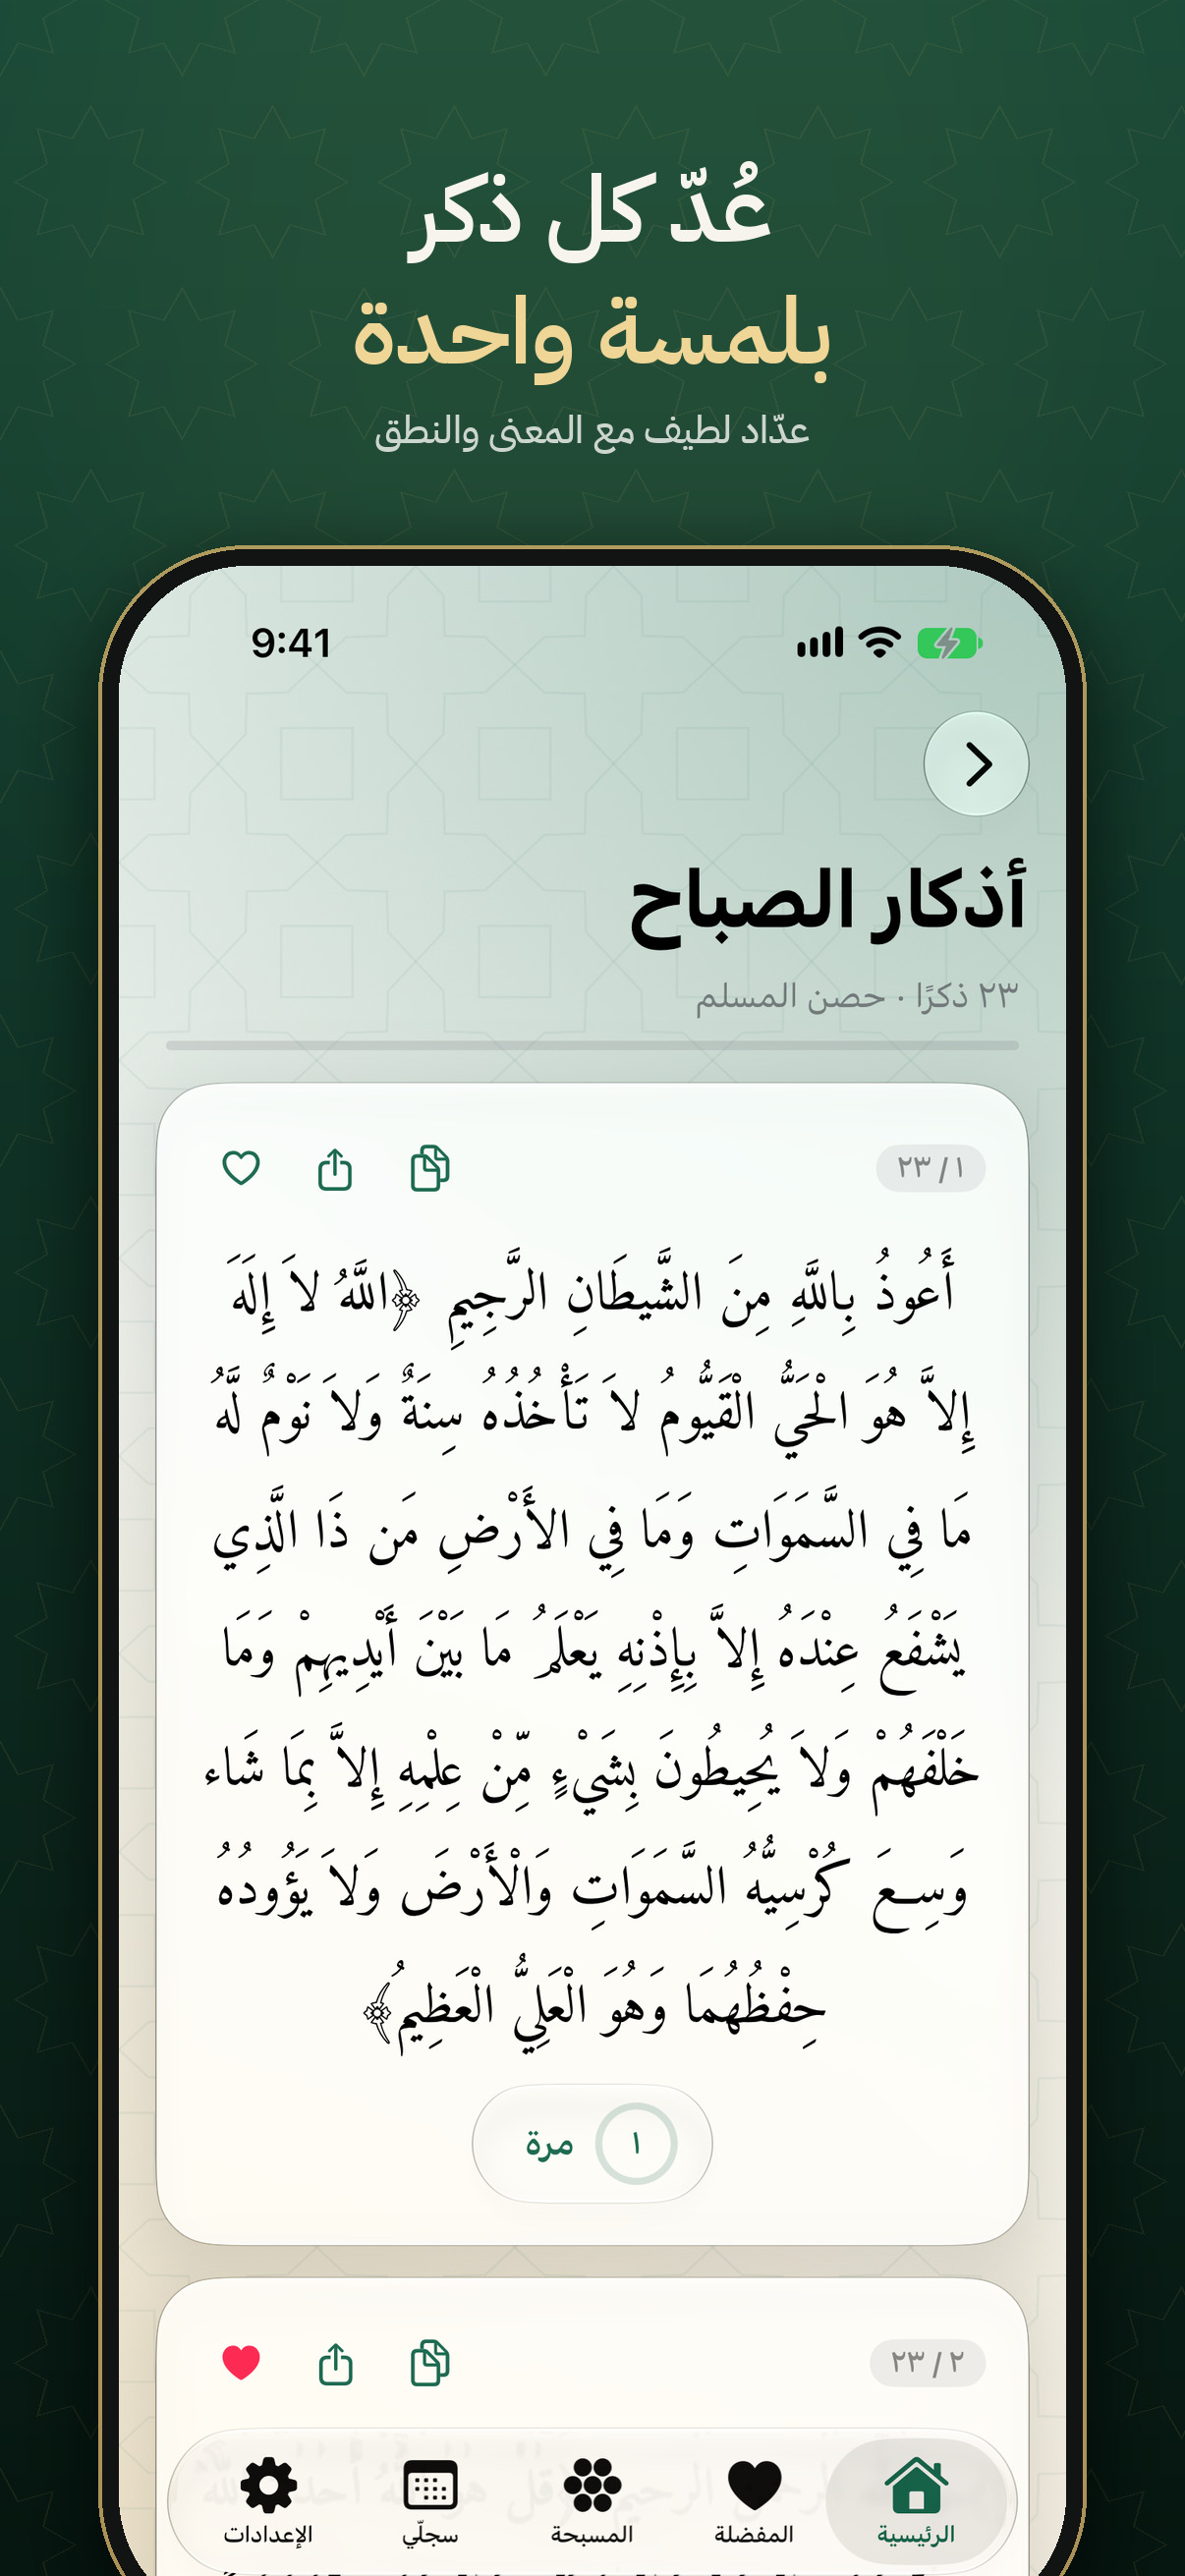 عُدّ كل ذكر
بلمسة واحدة
عدّاد لطيف مع المعنى والنطق
9:41
أذكار الصباح
٢٣ ذكرًا · حصن المسلم
١ / ٢٣
أَعُوذُ بِاللَّهِ مِنَ الشَّيطَانِ الرَّجِيمِ ﴿اللَّهُ لاَ إِلَهَ
إِلاَّ هُوَ الْحَيُّ الْقَيُّومُ لاَ تَأْخُذُهُ سِنَةٌ وَلاَ نَوْمٌ لَّهُ
مَا فِي السَّمَوَاتِ وَمَا فِي الأَرْضِ مَن ذَا الَّذِي
يَشْفَعُ عِنْدَهُ إِلاَّ بِإِذْنِهِ يَعْلَمُ مَا بَيْنَ أَيْدِيهِمْ وَمَا
خَلْفَهُمْ وَلاَ يُحِيطُونَ بِشَيْءٍ مِّنْ عِلْمِهِ إِلاَّ بِمَا شَاء
وَسِعَ كُرْسِيُّهُ السَّمَوَاتِ وَالْأَرْضَ وَلاَ يَؤُودُهُ
حِفْظُهُمَا وَهُوَ الْعَلِيُّ الْعَظِيمُ﴾
١ مرة
٢ / ٢٣
الرئيسية
المفضلة
المسبحة
سجلّي
الإعدادات